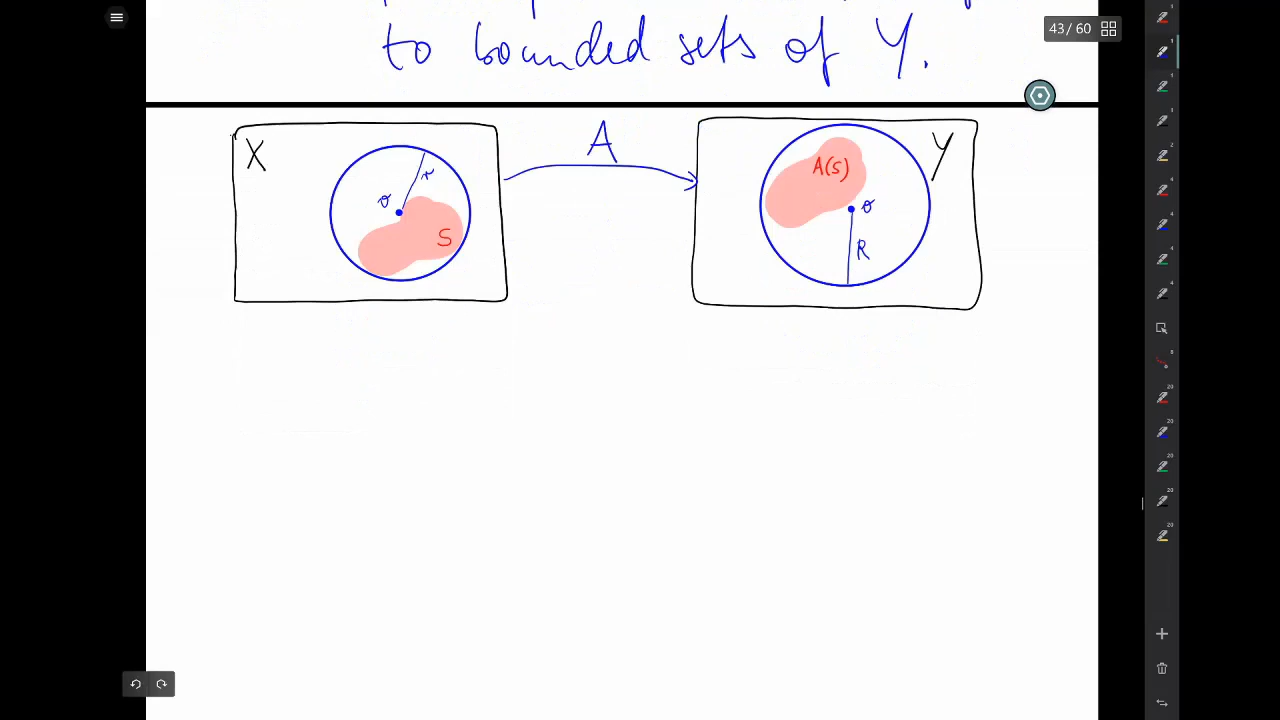 to bounded sets of Y.
43/60
X
A
Y
r
o
S
A(S)
o
R